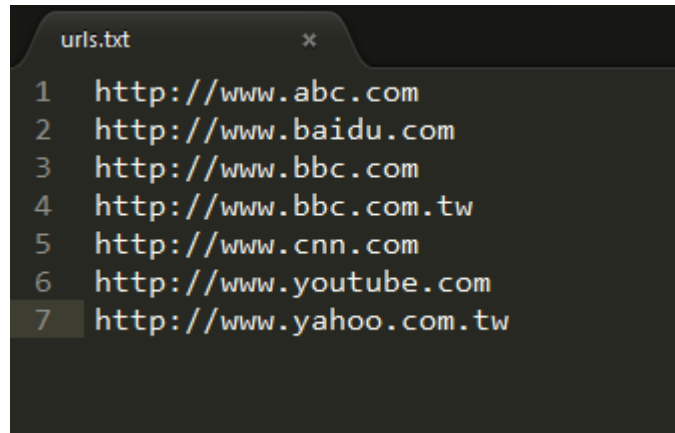 urls.txt ×
1 http://www.abc.com
2 http://www.baidu.com
3 http://www.bbc.com
4 http://www.bbc.com.tw
5 http://www.cnn.com
6 http://www.youtube.com
7 http://www.yahoo.com.tw